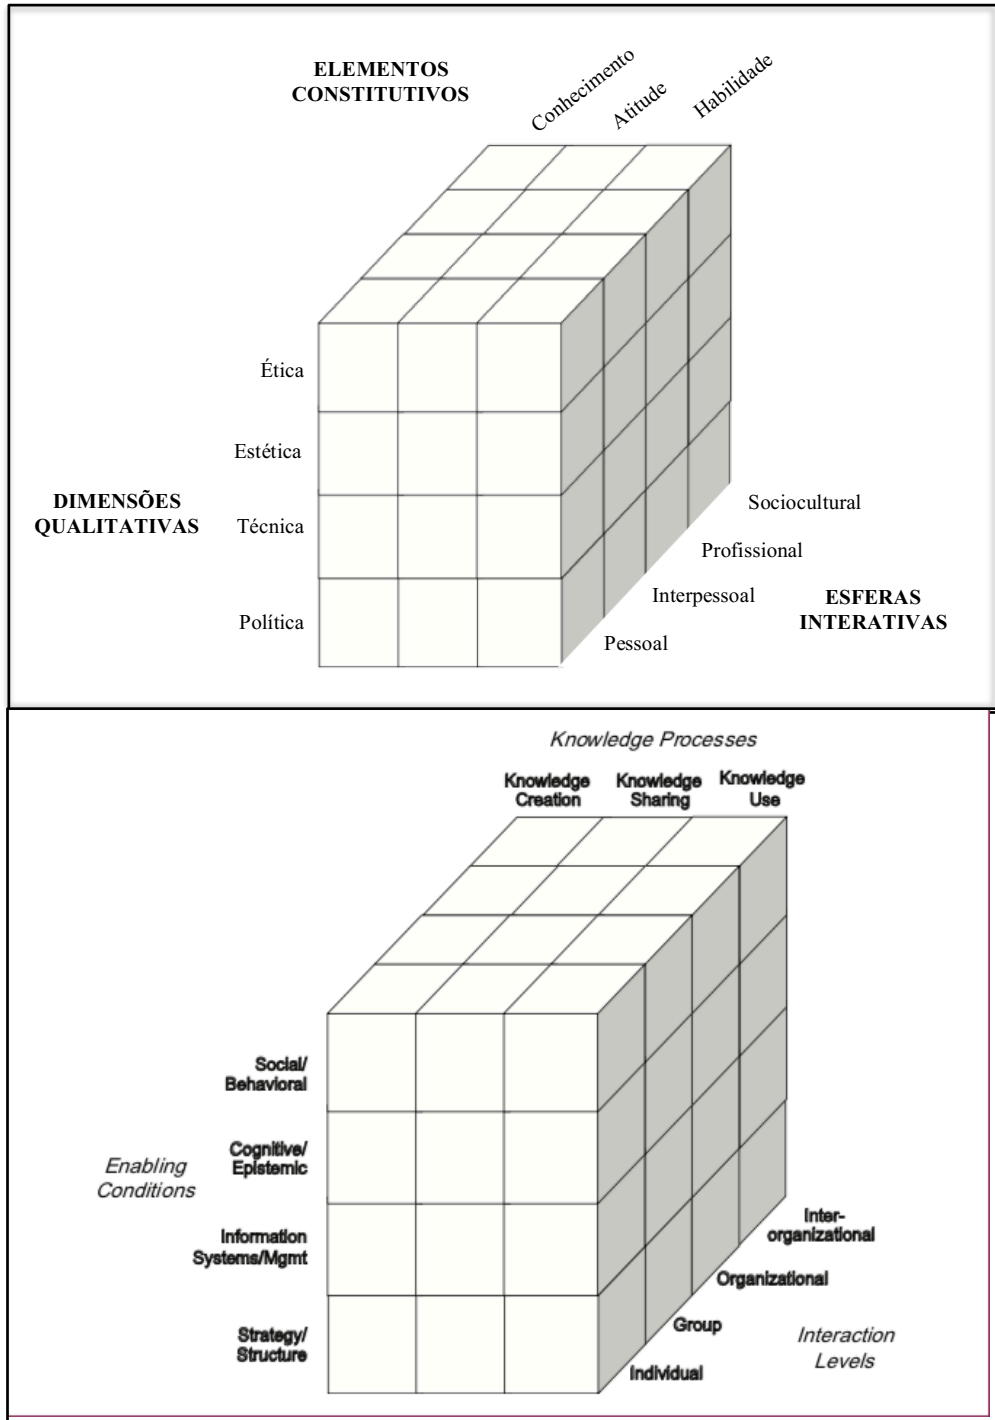 ELEMENTOS
CONSTITUTIVOS
Conhecimento
Atitude
Habilidade
Ética
Estética
DIMENSÕES
QUALITATIVAS
Técnica
Política
Sociocultural
Profissional
Interpessoal
Pessoal
ESFERAS
INTERATIVAS
Knowledge Processes
Knowledge
Creation
Knowledge
Sharing
Knowledge
Use
Social/
Behavioral
Cognitive/
Epistemic
Enabling
Conditions
Information
Systems/Mgmt
Strategy/
Structure
Inter-
organizational
Organizational
Group
Individual
Interaction
Levels